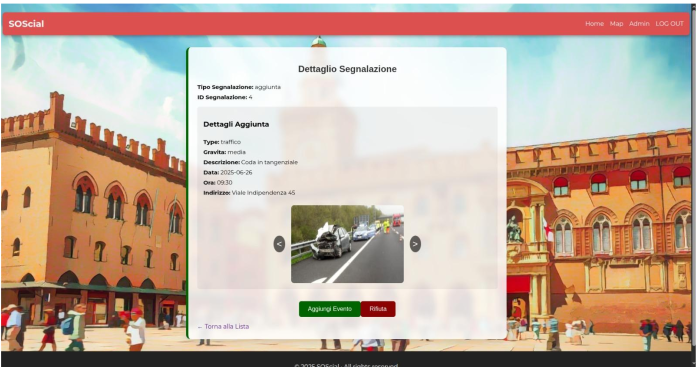 SOScial
Home Map Admin LOG OUT
Dettaglio Segnalazione
Tipo Segnalazione: aggiunta
ID Segnalazione: 4
Dettagli Aggiunta
Type: traffico
Gravita: media
Descrizione: Coda in tangenziale
Data: 2025-06-26
Ora: 09:30
Indirizzo: Viale Indipendenza 45
< >
Aggiungi Evento Rifiuta
← Torna alla Lista
© 2025 SOScial - All rights reserved